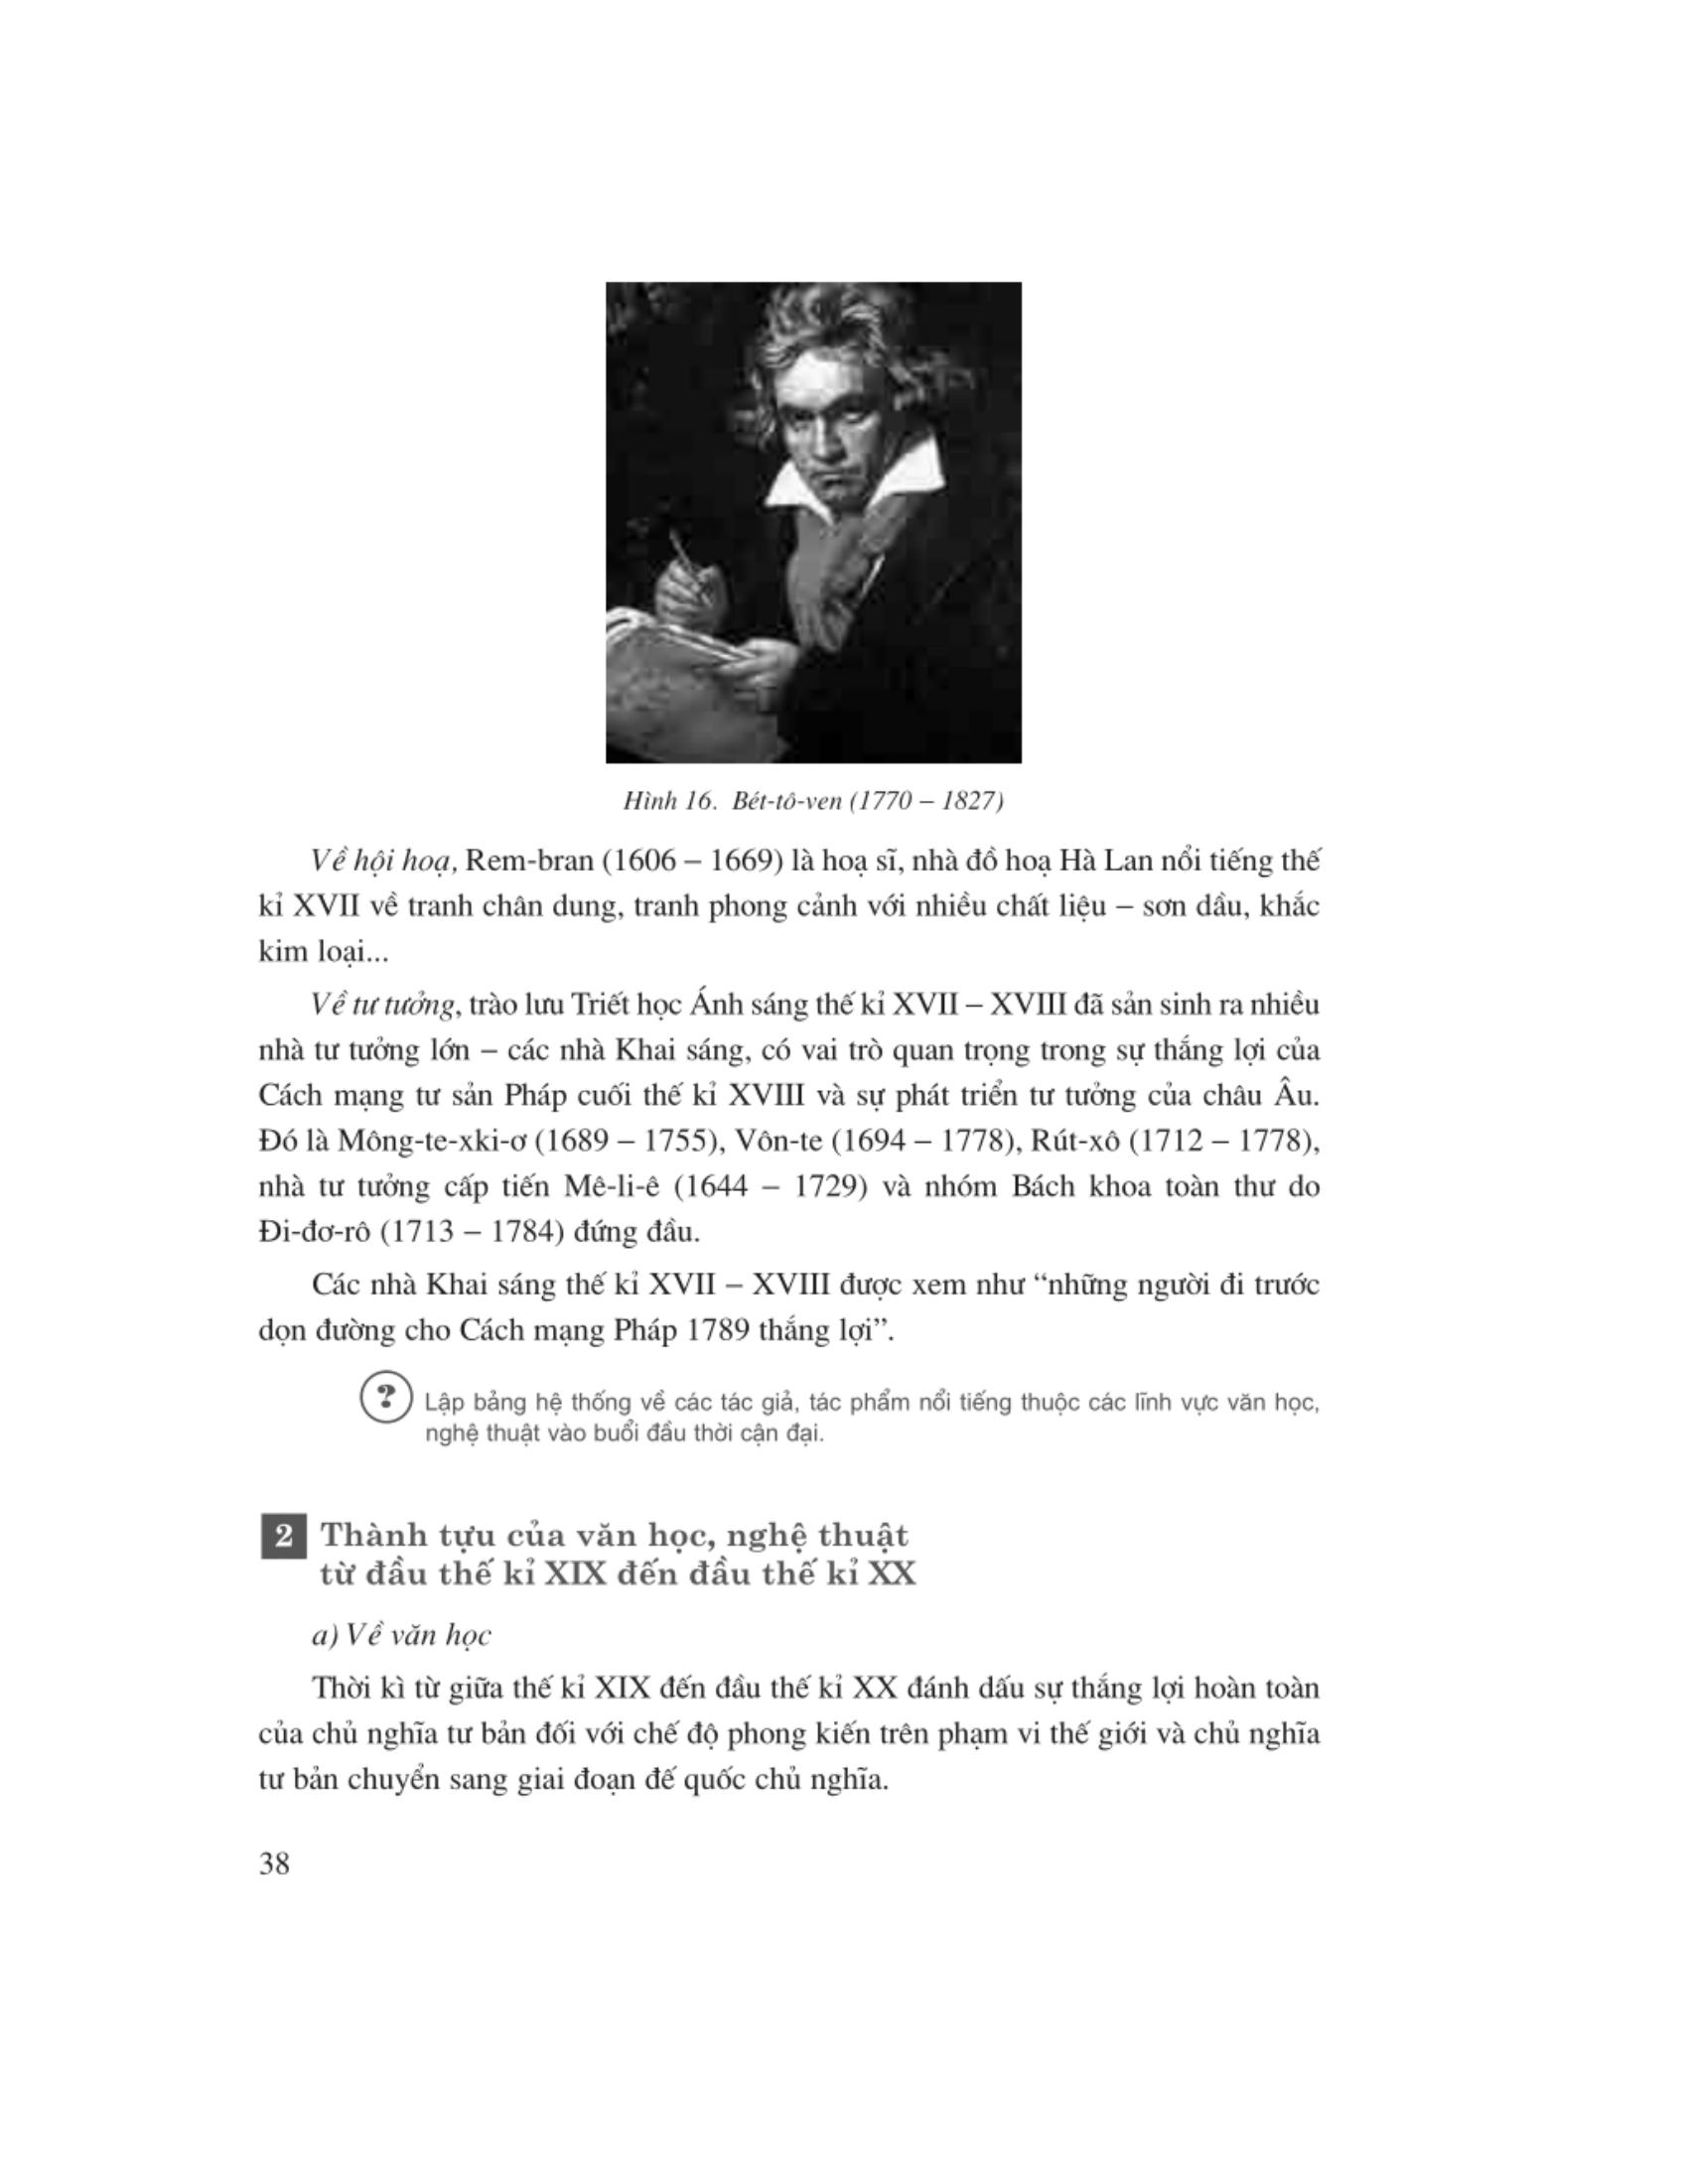 Hình 16. Bét-tô-ven (1770 – 1827)
Về hội hoạ, Rem-bran (1606 – 1669) là hoạ sĩ, nhà đồ hoạ Hà Lan nổi tiếng thế
kỉ XVII về tranh chân dung, tranh phong cảnh với nhiều chất liệu – sơn dầu, khắc
kim loại...
Về tư tưởng, trào lưu Triết học Ánh sáng thế kỉ XVII – XVIII đã sản sinh ra nhiều
nhà tư tưởng lớn – các nhà Khai sáng, có vai trò quan trọng trong sự thắng lợi của
Cách mạng tư sản Pháp cuối thế kỉ XVIII và sự phát triển tư tưởng của châu Âu.
Đó là Mông-te-xki-ơ (1689 – 1755), Vôn-te (1694 – 1778), Rút-xô (1712 – 1778),
nhà tư tưởng cấp tiến Mê-li-ê (1644 – 1729) và nhóm Bách khoa toàn thư do
Đi-đơ-rô (1713 – 1784) đứng đầu.
Các nhà Khai sáng thế kỉ XVII – XVIII được xem như “những người đi trước
dọn đường cho Cách mạng Pháp 1789 thắng lợi”.
? Lập bảng hệ thống về các tác giả, tác phẩm nổi tiếng thuộc các lĩnh vực văn học,
nghệ thuật vào buổi đầu thời cận đại.
2 Thành tựu của văn học, nghệ thuật
từ đầu thế kỉ XIX đến đầu thế kỉ XX
a) Về văn học
Thời kì từ giữa thế kỉ XIX đến đầu thế kỉ XX đánh dấu sự thắng lợi hoàn toàn
của chủ nghĩa tư bản đối với chế độ phong kiến trên phạm vi thế giới và chủ nghĩa
tư bản chuyển sang giai đoạn đế quốc chủ nghĩa.
38